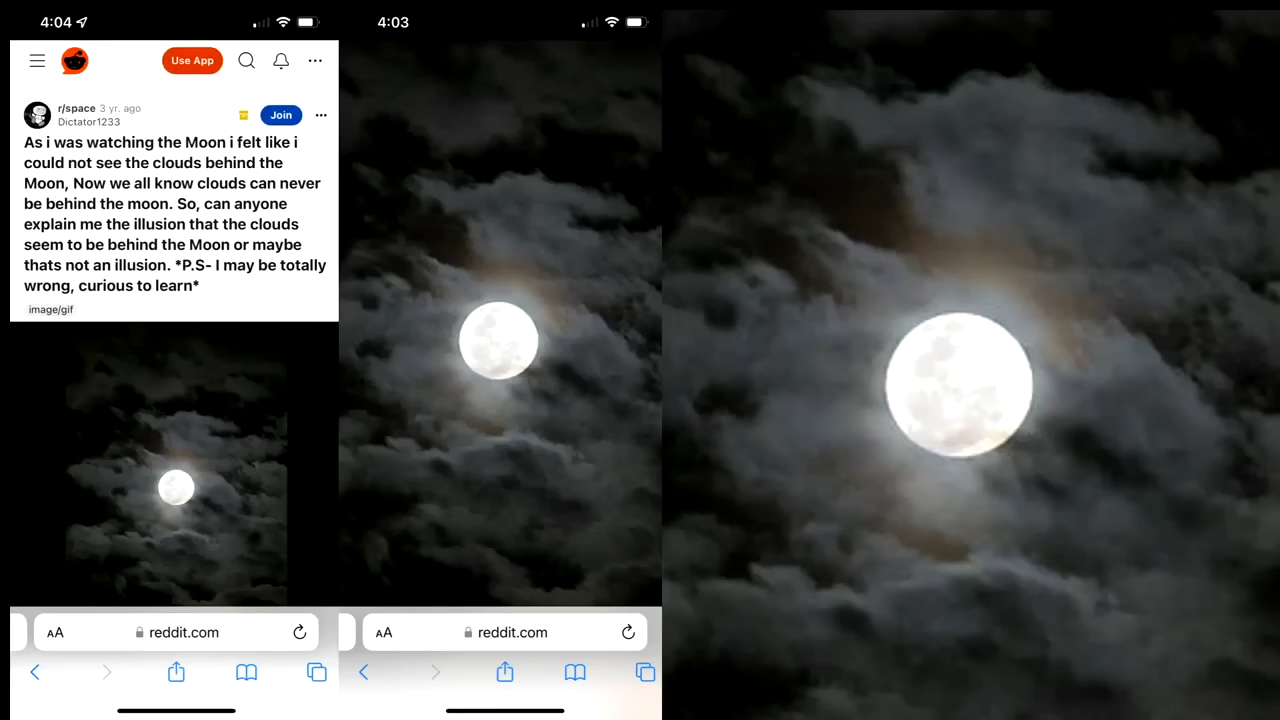 4:04
4:03
Use App
r/space 3 yr. ago
Dictator1233
Join
As i was watching the Moon i felt like i
could not see the clouds behind the
Moon, Now we all know clouds can never
be behind the moon. So, can anyone
explain me the illusion that the clouds
seem to be behind the Moon or maybe
thats not an illusion. *P.S- I may be totally
wrong, curious to learn*
image/gif
AA
reddit.com
AA
reddit.com